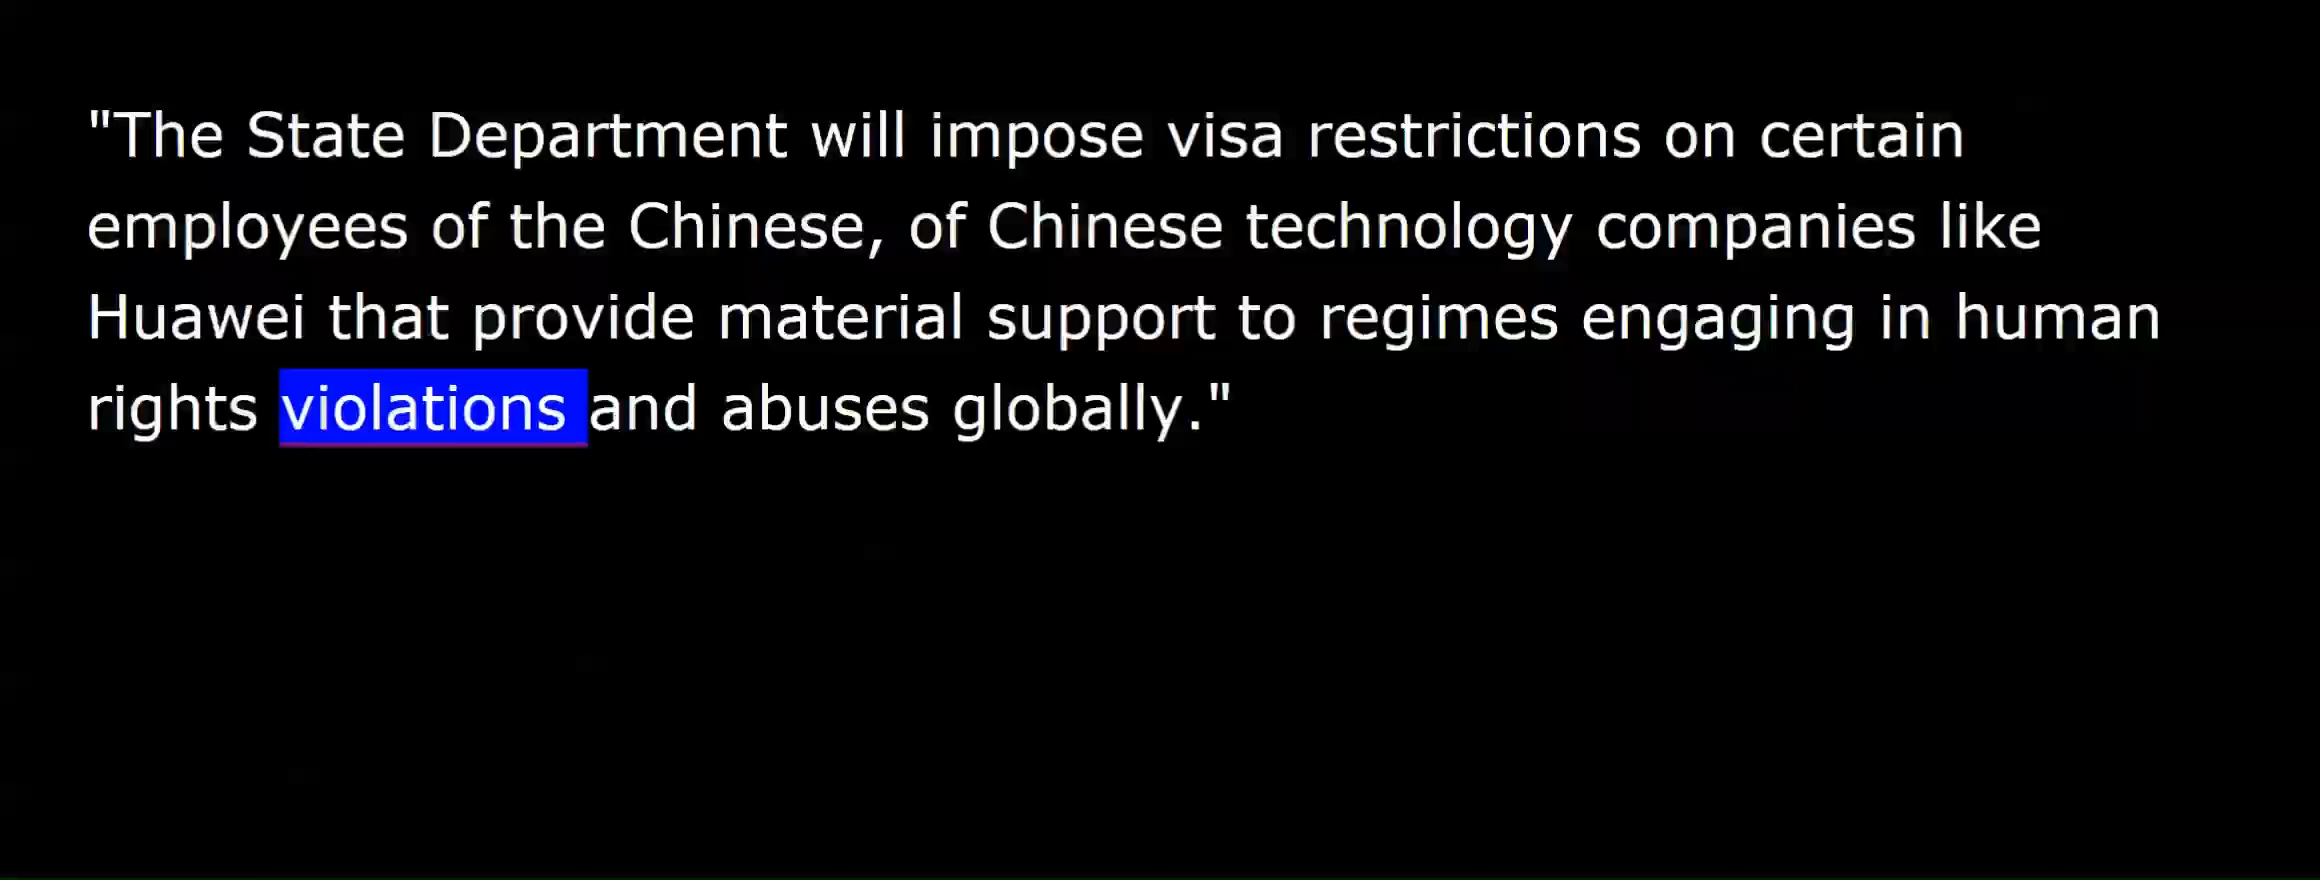 "The State Department will impose visa restrictions on certain
employees of the Chinese, of Chinese technology companies like
Huawei that provide material support to regimes engaging in human
rights violations and abuses globally."